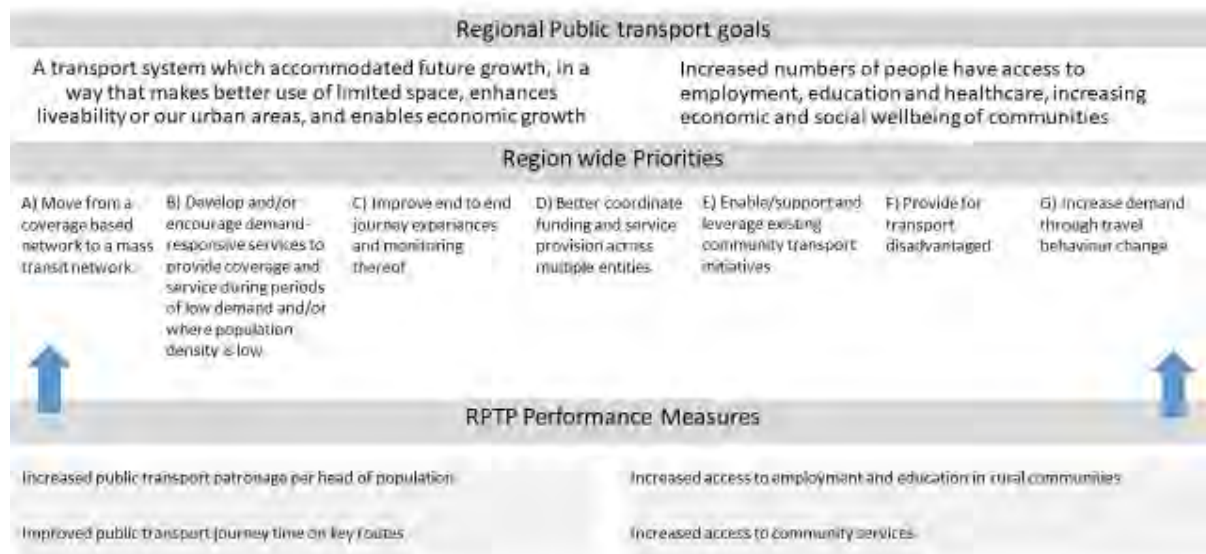 Regional Public transport goals
A transport system which accommodated future growth, in a
way that makes better use of limited space, enhances
liveability or our urban areas, and enables economic growth
Increased numbers of people have access to
employment, education and healthcare, increasing
economic and social wellbeing of communities
Region wide Priorities
A) Move from a
coverage based
network to a mass
transit network.
B) Develop and/or
encourage demand-
responsive services to
provide coverage and
service during periods
of low demand and/or
where population
density is low
C) Improve end to end
journey experiences
and monitoring
thereof
D) Better coordinate
funding and service
provision across
multiple entities
E) Enable/support and
leverage existing
community transport
initiatives
F) Provide for
transport
disadvantaged
G) Increase demand
through travel
behaviour change
RPTP Performance Measures
Increased public transport patronage per head of population
Increased access to employment and education in rural communities
Improved public transport journey time on key routes
Increased access to community services